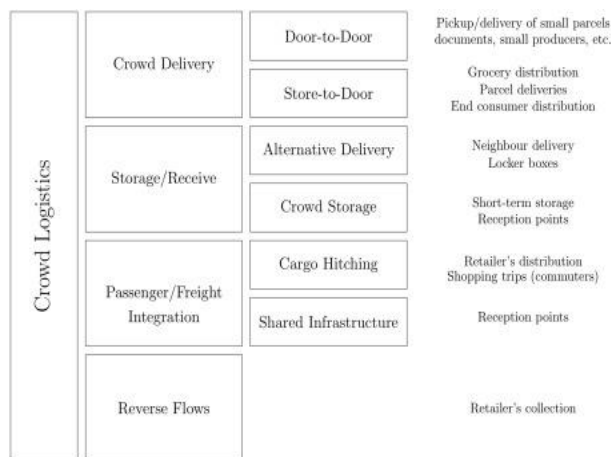 Crowd Logistics
Crowd Delivery
Door-to-Door
Pickup/delivery of small parcels
documents, small producers, etc.
Store-to-Door
Grocery distribution
Parcel deliveries
End consumer distribution
Storage/Receive
Alternative Delivery
Neighbour delivery
Locker boxes
Crowd Storage
Short-term storage
Reception points
Passenger/Freight
Integration
Cargo Hitching
Retailer's distribution
Shopping trips (commuters)
Shared Infrastructure
Reception points
Reverse Flows
Retailer's collection